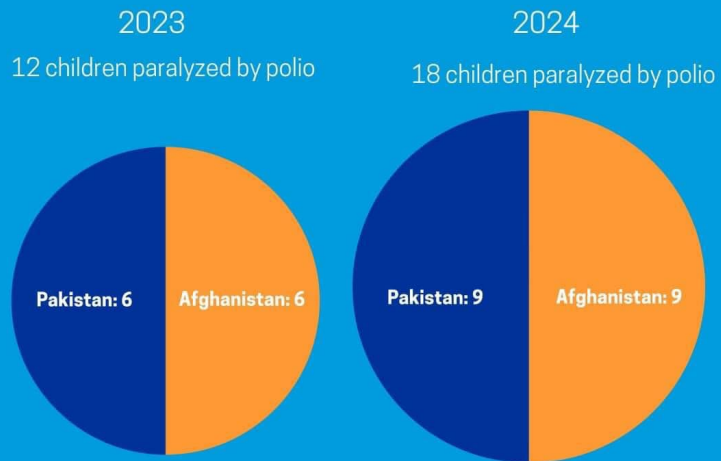 2023
12 children paralyzed by polio
Pakistan: 6
Afghanistan: 6
2024
18 children paralyzed by polio
Pakistan: 9
Afghanistan: 9